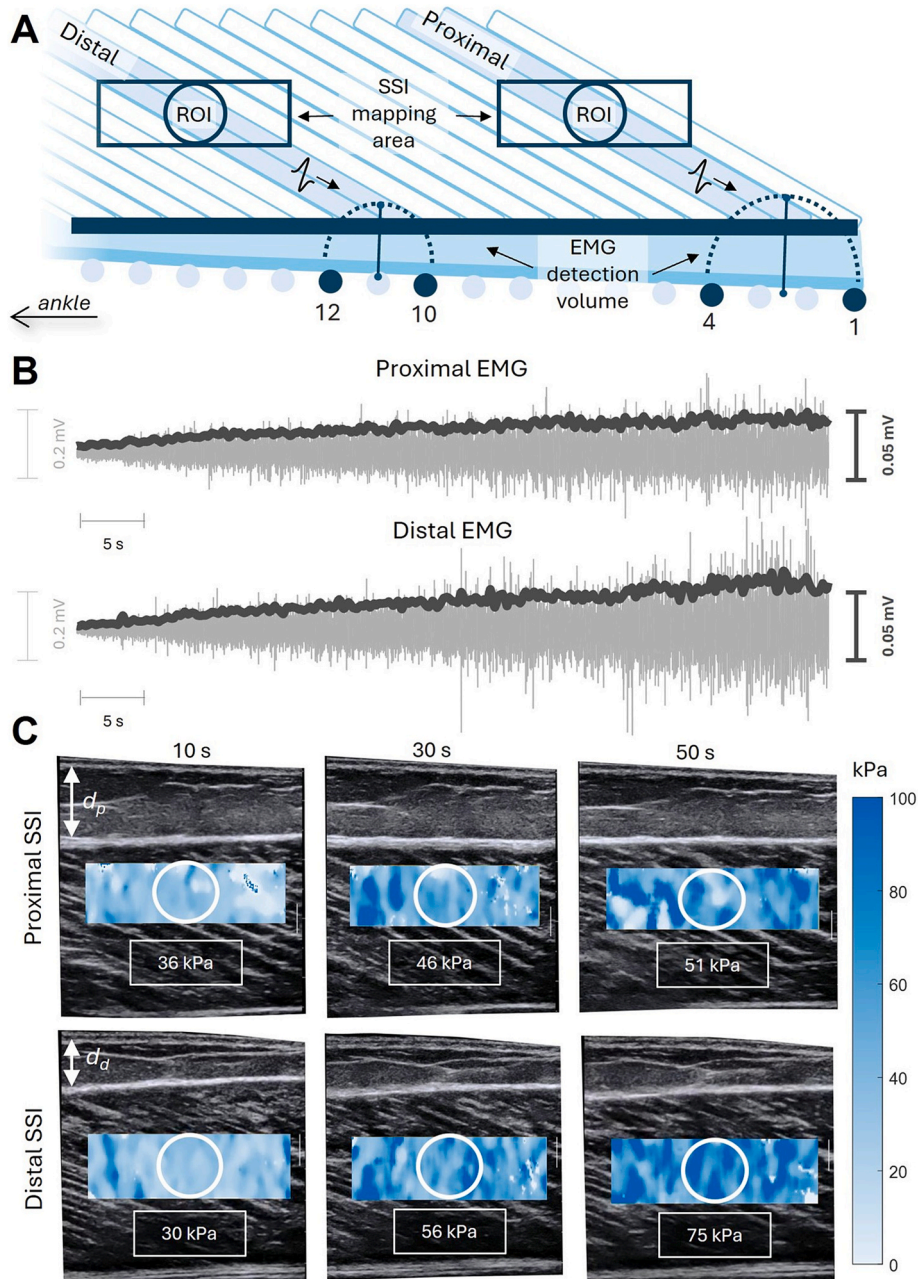 A
Distal
Proximal
ROI
SSI
mapping
area
ROI
EMG
detection
volume
ankle
12
10
4
1
B
Proximal EMG
0.2 mV
0.05 mV
5 s
Distal EMG
0.2 mV
0.05 mV
5 s
C
10 s
30 s
50 s
kPa
Proximal SSI
dp
36 kPa
46 kPa
51 kPa
Distal SSI
dd
30 kPa
56 kPa
75 kPa
100
80
60
40
20
0